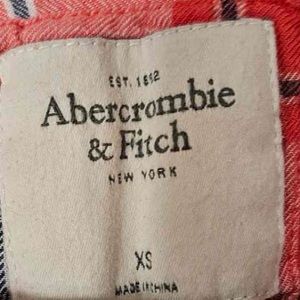 EST. 1892
Abercrombie
& Fitch
NEW YORK
XS
MADE IN CHINA